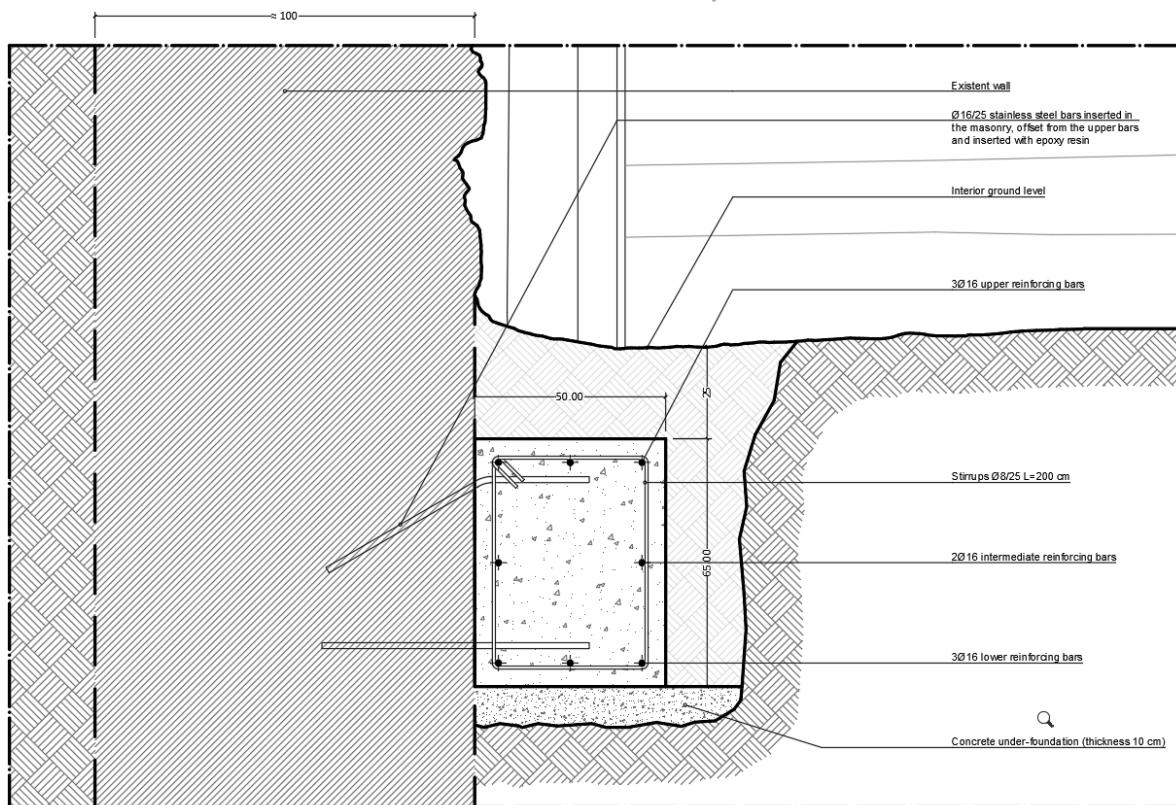 ≈ 100
Existent wall
Ø16/25 stainless steel bars inserted in
the masonry, offset from the upper bars
and inserted with epoxy resin
Interior ground level
3Ø16 upper reinforcing bars
50.00
25
Stirrups Ø8/25 L=200 cm
65.00
2Ø16 intermediate reinforcing bars
3Ø16 lower reinforcing bars
Concrete under-foundation (thickness 10 cm)